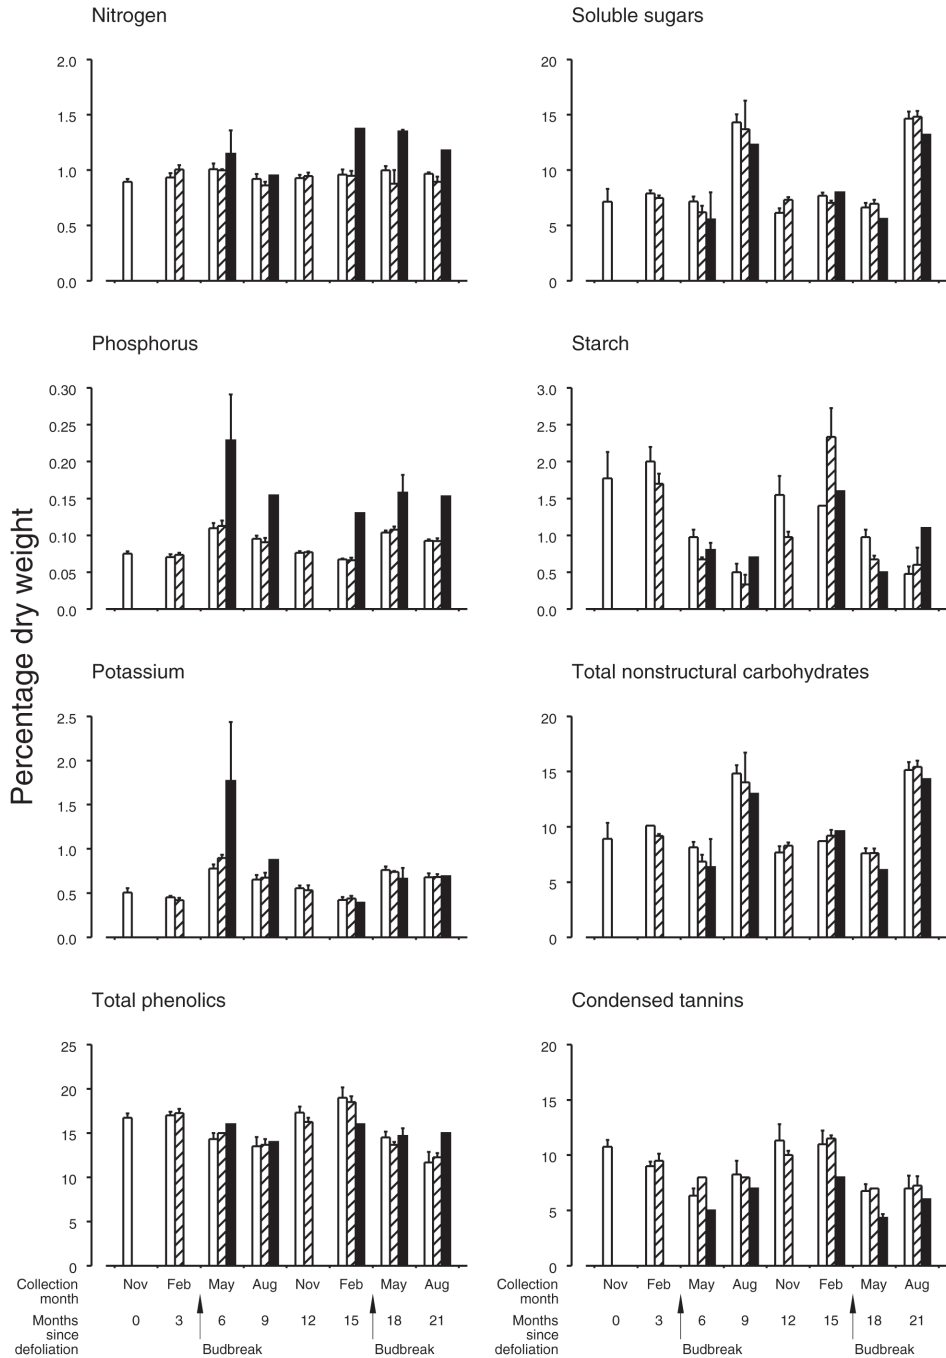 Nitrogen
2.0
1.5
1.0
0.5
0.0
Soluble sugars
20
15
10
5
0
Phosphorus
0.30
0.25
0.20
0.15
0.10
0.05
0.0
Starch
3.0
2.5
2.0
1.5
1.0
0.5
0.0
Percentage dry weight
Potassium
2.5
2.0
1.5
1.0
0.5
0.0
Total nonstructural carbohydrates
20
15
10
5
0
Total phenolics
25
20
15
10
5
0
Condensed tannins
20
15
10
5
0
Collection
month
Nov Feb May Aug Nov Feb May Aug
Months
since
defoliation
0 3 6 9 12 15 18 21
Budbreak Budbreak
Collection
month
Nov Feb May Aug Nov Feb May Aug
Months
since
defoliation
0 3 6 9 12 15 18 21
Budbreak Budbreak